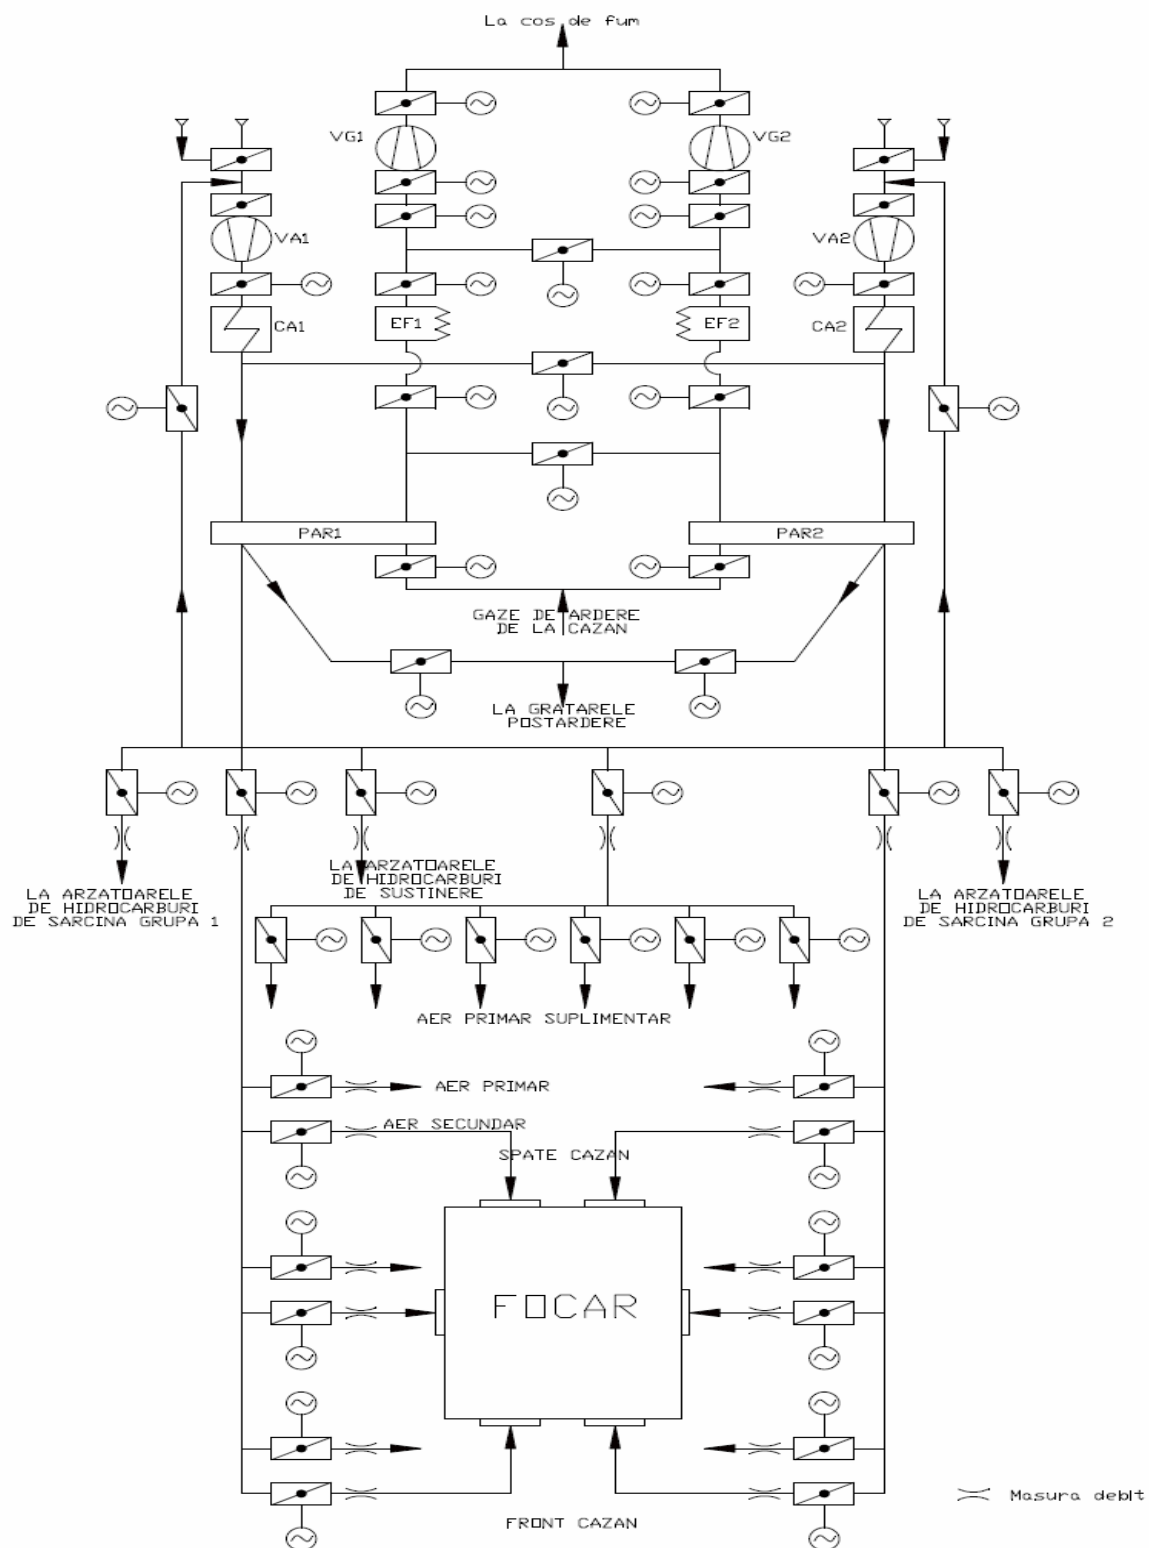 La cos de fum
VG1
VG2
VA1
VA2
EF1
EF2
CA1
CA2
PAR1
PAR2
GAZE DE ARDERE
DE LA CAZAN
LA GRATARELE
POSTARDERE
LA ARZATOARELE
DE HIDROCARBURI
DE SUSTINERE
LA ARZATOARELE
DE HIDROCARBURI
DE SARCINA GRUPA 1
LA ARZATOARELE
DE HIDROCARBURI
DE SARCINA GRUPA 2
AER PRIMAR SUPLIMENTAR
AER PRIMAR
AER SECUNDAR
SPATE CAZAN
FOCAR
Masura debit
FRONT CAZAN